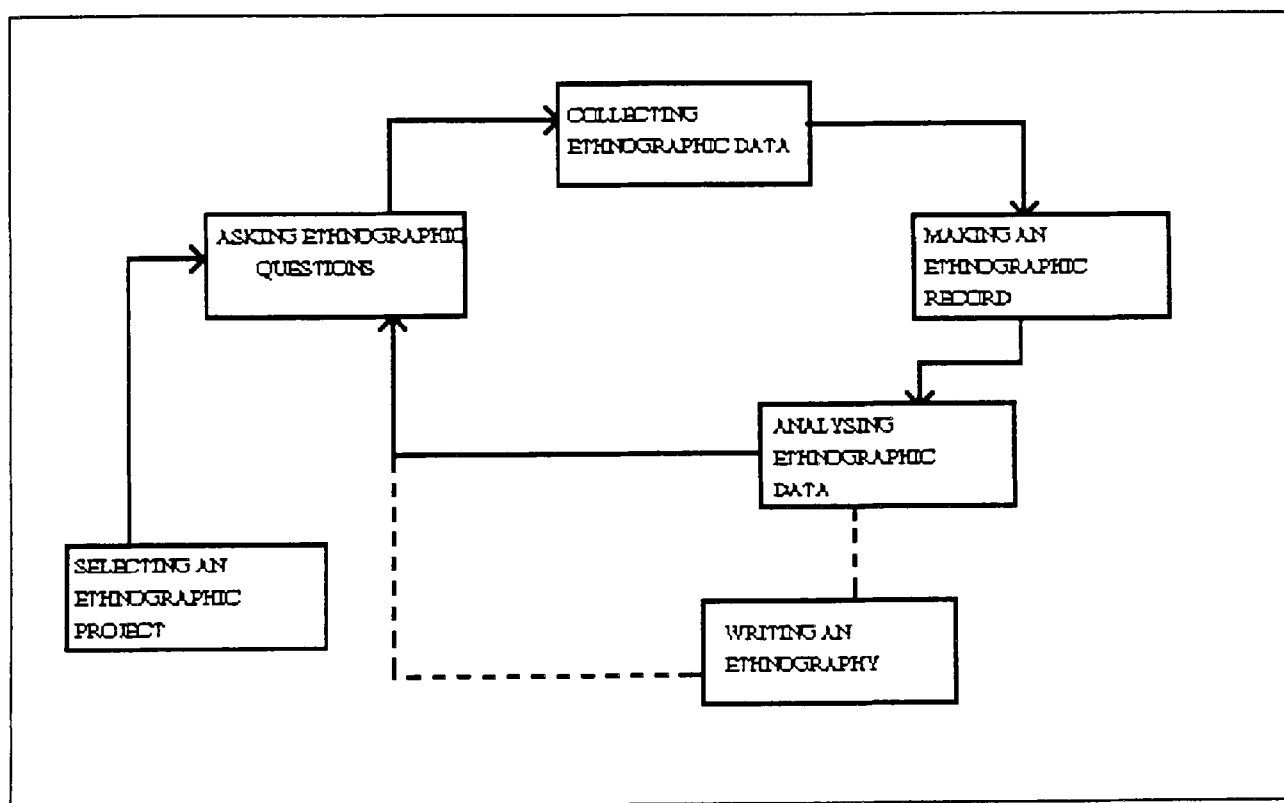 COLLECTING
ETHNOGRAPHIC DATA
ASKING ETHNOGRAPHIC
QUESTIONS
MAKING AN
ETHNOGRAPHIC
RECORD
ANALYSING
ETHNOGRAPHIC
DATA
SELECTING AN
ETHNOGRAPHIC
PROJECT
WRITING AN
ETHNOGRAPHY